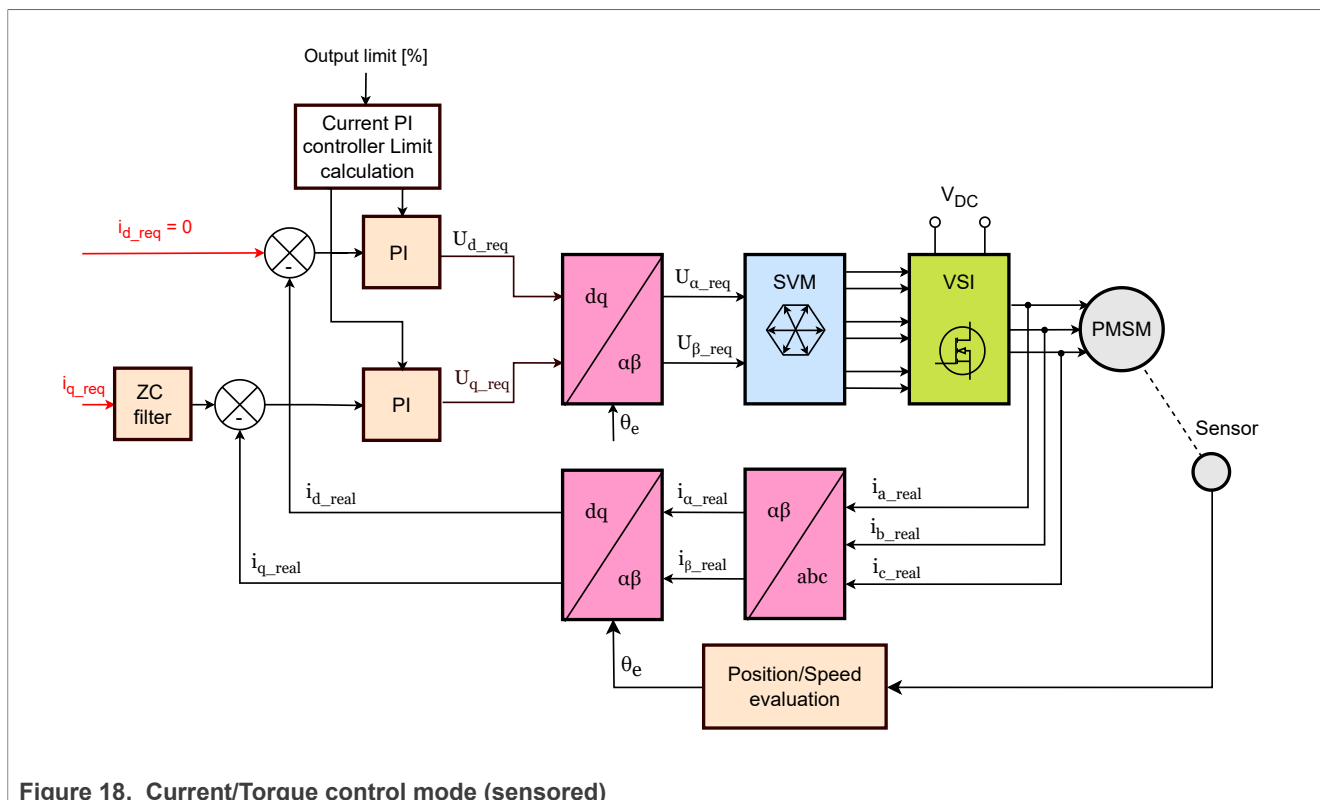 Output limit [%]
Current PI
controller Limit
calculation
i_d_req = 0
-
PI
U_d_req
dq
αβ
U_α_req
U_β_req
SVM
V_DC
VSI
PMSM
i_q_req
ZC
filter
-
PI
U_q_req
θ_e
Sensor
i_d_real
i_q_real
dq
αβ
i_α_real
i_β_real
αβ
abc
i_a_real
i_b_real
i_c_real
θ_e
Position/Speed
evaluation
Figure 18. Current/Torque control mode (sensored)